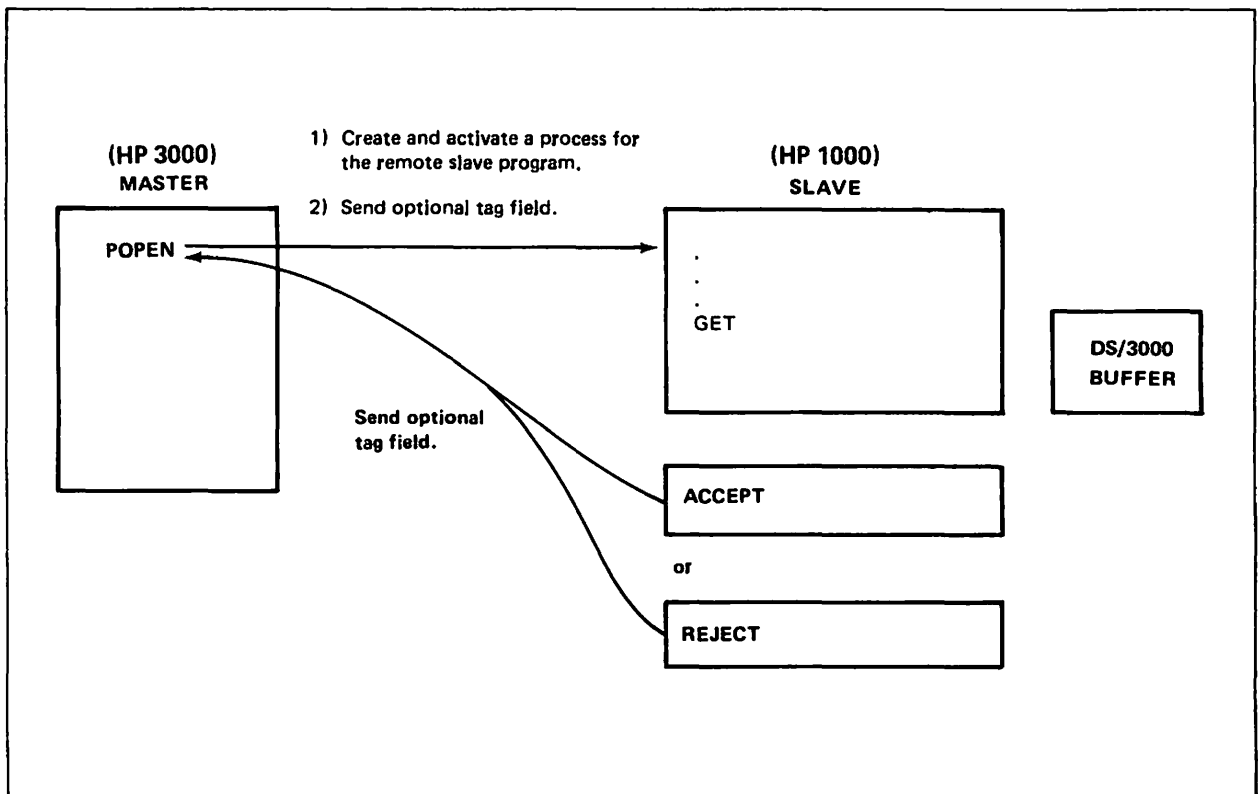 (HP 3000)
MASTER
POPEN
1) Create and activate a process for
the remote slave program.
2) Send optional tag field.
(HP 1000)
SLAVE
.
.
.
GET
DS/3000
BUFFER
Send optional
tag field.
ACCEPT
or
REJECT